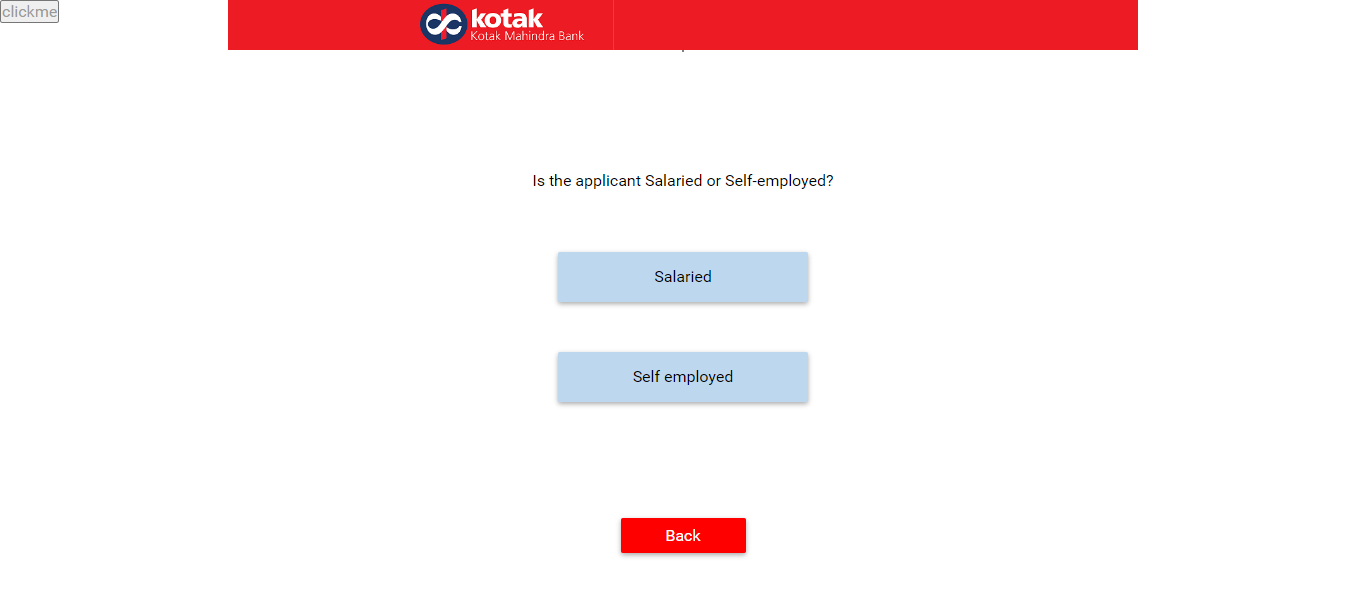 clickme
kotak
Kotak Mahindra Bank
Is the applicant Salaried or Self-employed?
Salaried
Self employed
Back